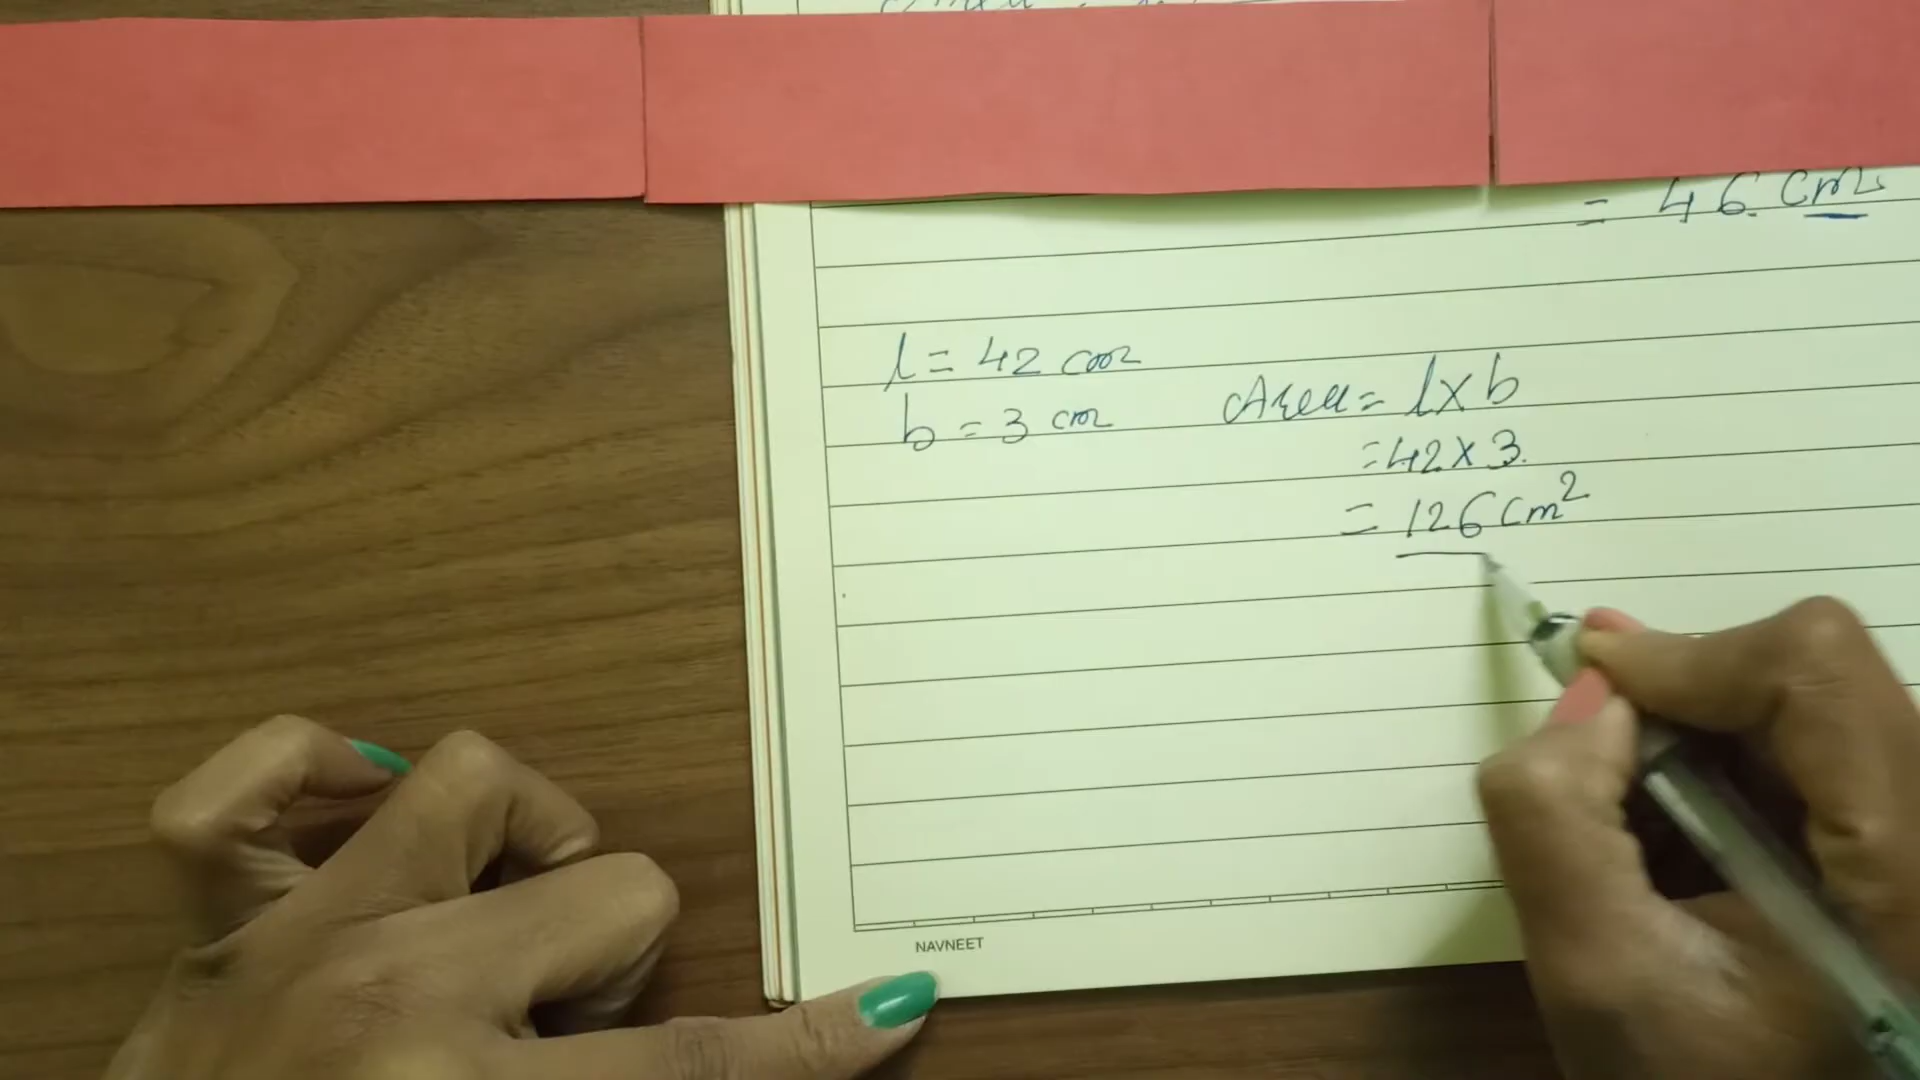 = 46 cm
l = 42 cm
b = 3 cm
Area = l x b
= 42 x 3
= 126 cm²
NAVNEET